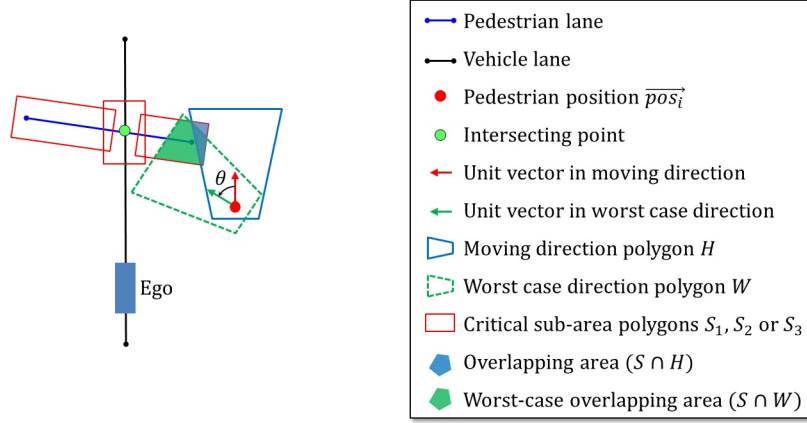 θ
Ego
Pedestrian lane
Vehicle lane
Pedestrian position $\overrightarrow{pos_i}$
Intersecting point
Unit vector in moving direction
Unit vector in worst case direction
Moving direction polygon H
Worst case direction polygon W
Critical sub-area polygons S₁, S₂ or S₃
Overlapping area (S ∩ H)
Worst-case overlapping area (S ∩ W)